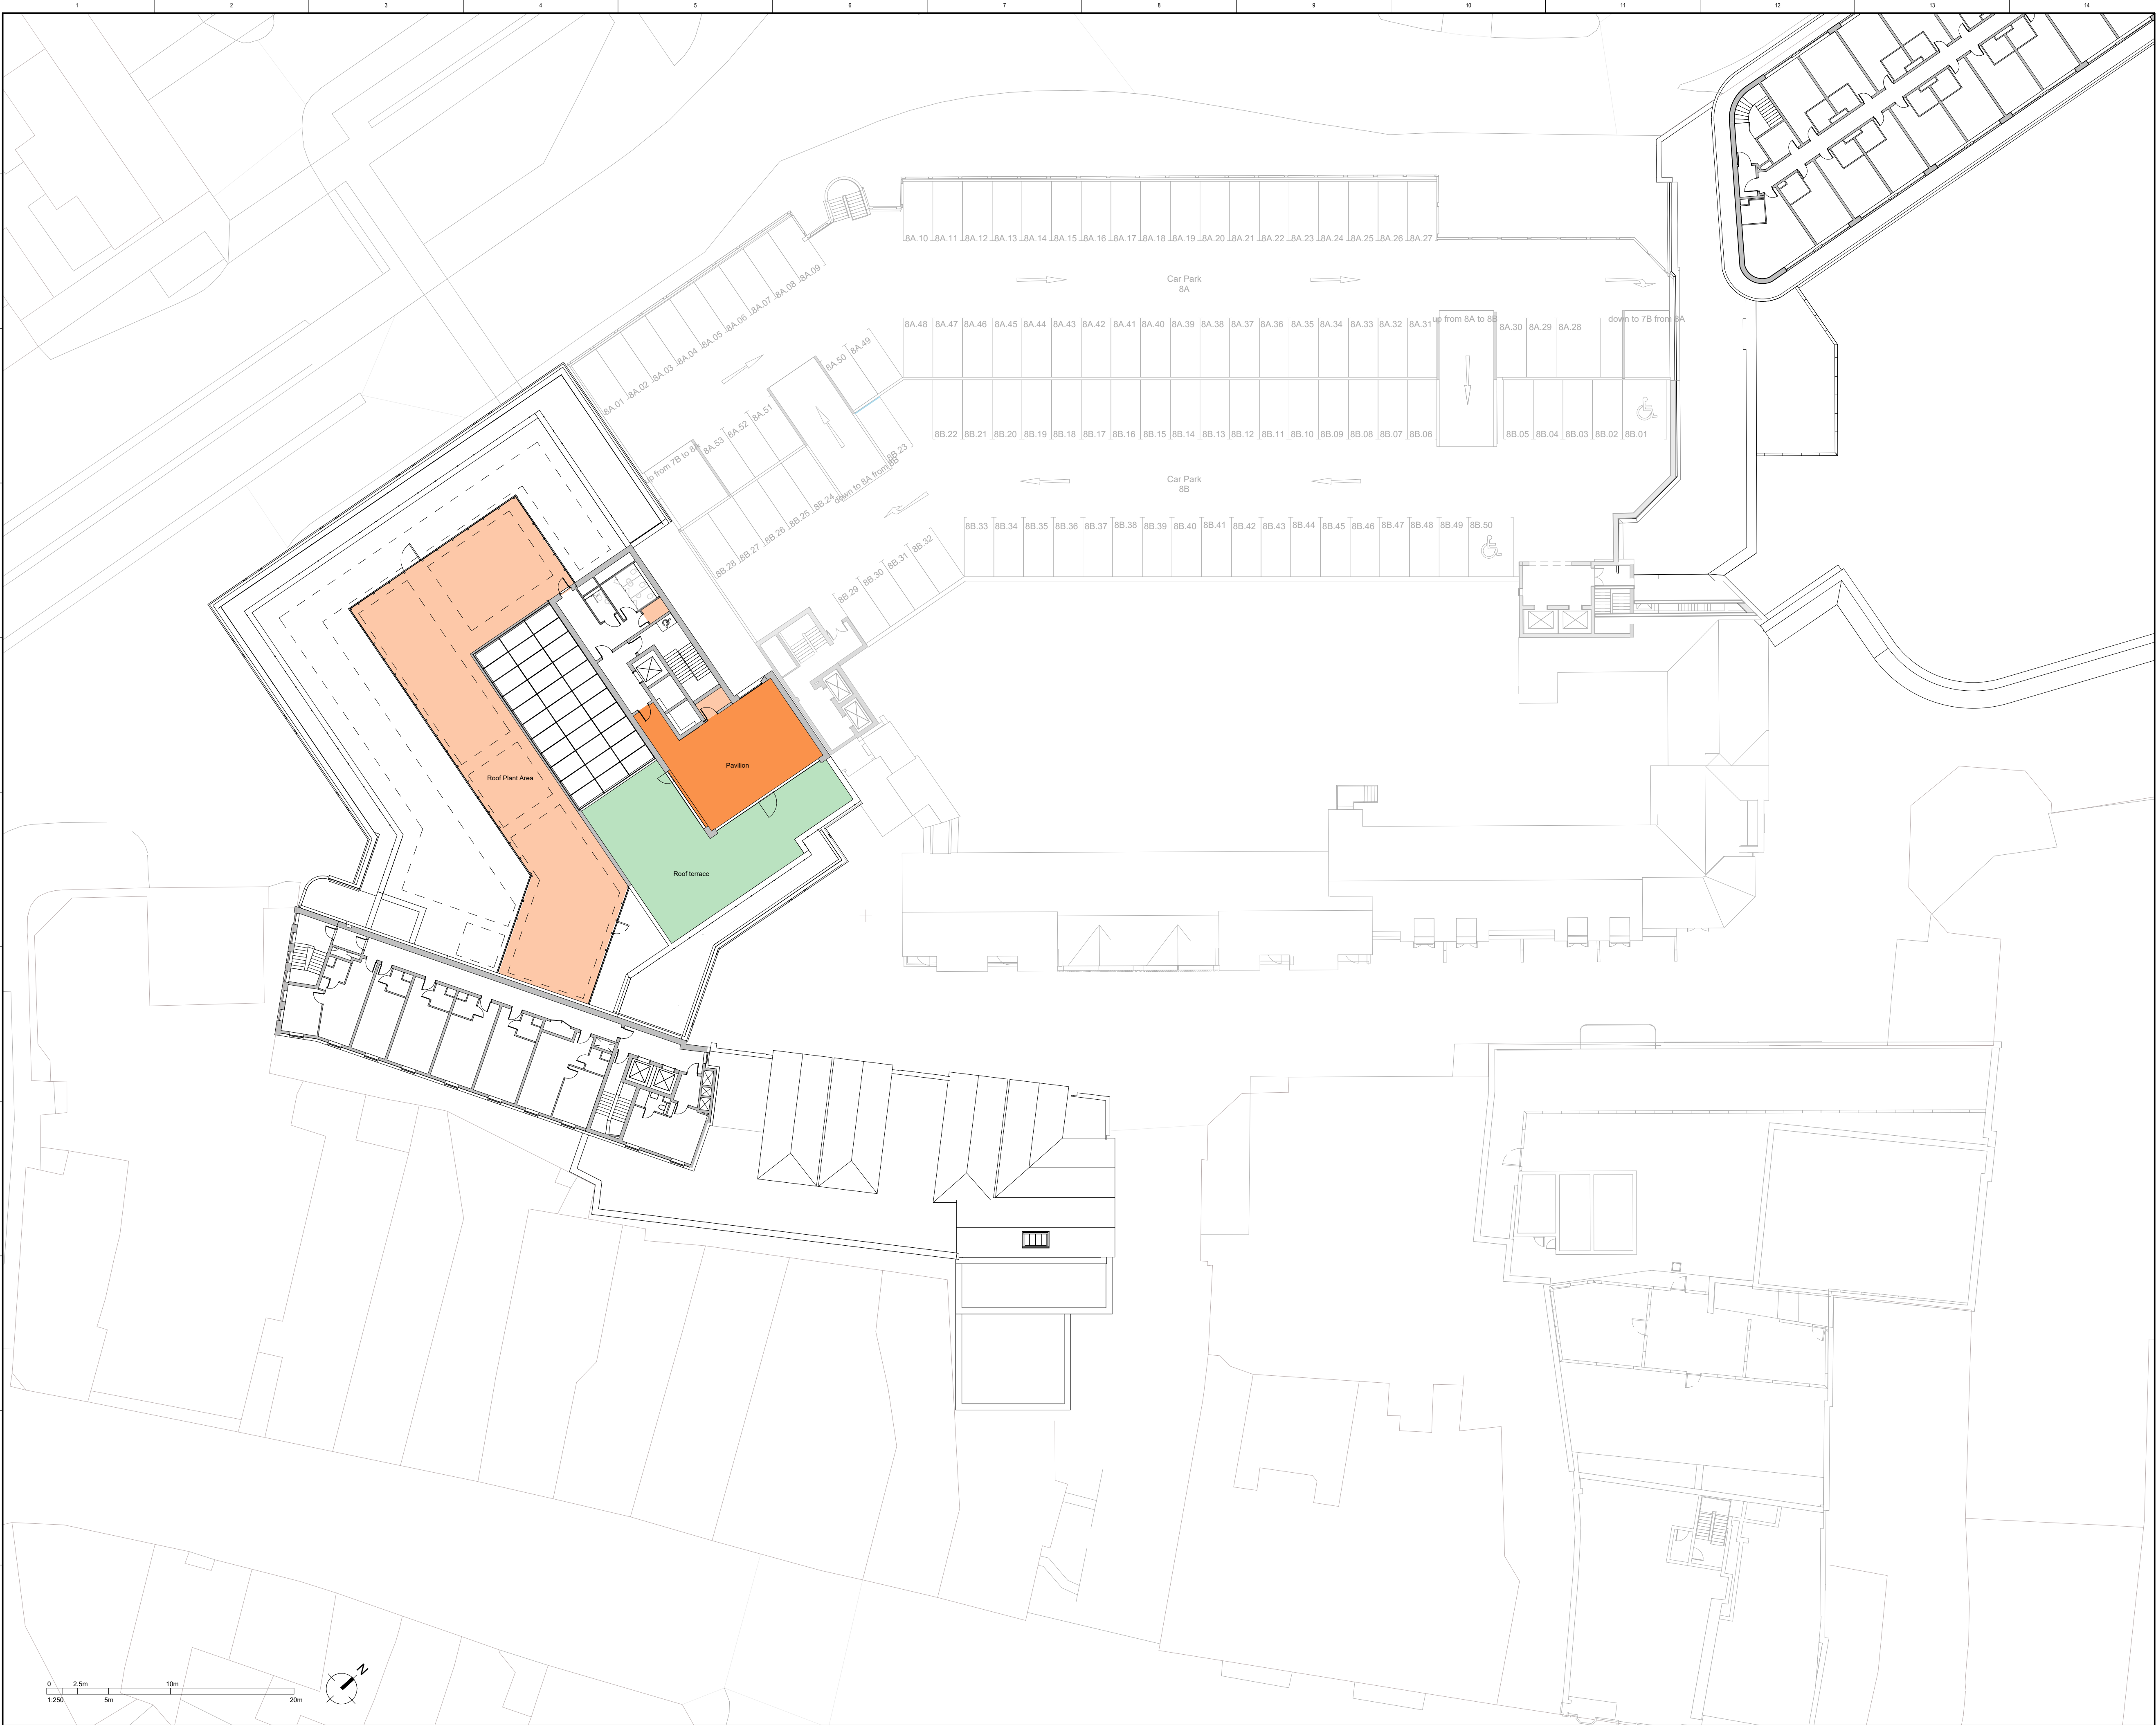 1 2 3 4 5 6 7 8 9 10 11 12 13 14
8A.10 8A.11 8A.12 8A.13 8A.14 8A.15 8A.16 8A.17 8A.18 8A.19 8A.20 8A.21 8A.22 8A.23 8A.24 8A.25 8A.26 8A.27
8A.01 8A.02 8A.03 8A.04 8A.05 8A.06 8A.07 8A.08 8A.09
Car Park
8A
8A.48 8A.47 8A.46 8A.45 8A.44 8A.43 8A.42 8A.41 8A.40 8A.39 8A.38 8A.37 8A.36 8A.35 8A.34 8A.33 8A.32 8A.31
up from 8A to 8B
8A.30 8A.29 8A.28
down to 7B from 8A
8A.53 8A.52 8A.51 8A.50 8A.49
up from 7B to 8A
down to 8A from 8B
8B.23
8B.22 8B.21 8B.20 8B.19 8B.18 8B.17 8B.16 8B.15 8B.14 8B.13 8B.12 8B.11 8B.10 8B.09 8B.08 8B.07 8B.06
8B.05 8B.04 8B.03 8B.02 8B.01
Car Park
8B
8B.28 8B.27 8B.26 8B.25 8B.24
8B.29 8B.30 8B.31 8B.32
8B.33 8B.34 8B.35 8B.36 8B.37 8B.38 8B.39 8B.40 8B.41 8B.42 8B.43 8B.44 8B.45 8B.46 8B.47 8B.48 8B.49 8B.50
Pavilion
Roof Plant Area
Roof terrace
N
0 2.5m 10m
1:250 5m 20m